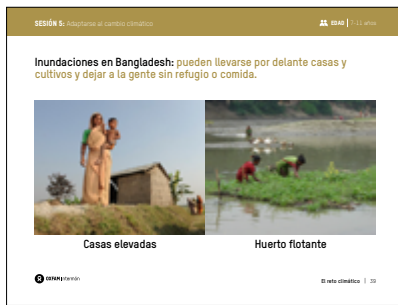 SESIÓN 5: Adaptarse al cambio climático
EDAD | 7-11 años
Inundaciones en Bangladesh: pueden llevarse por delante casas y
cultivos y dejar a la gente sin refugio o comida.
Casas elevadas
Huerto flotante
OXFAM Intermón
El reto climático | 39